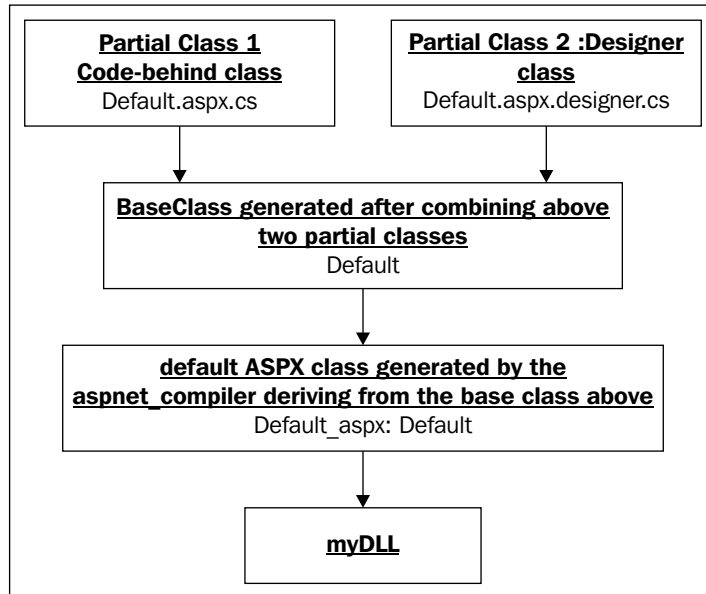 Partial Class 1
Code-behind class
Default.aspx.cs
Partial Class 2 :Designer
class
Default.aspx.designer.cs
BaseClass generated after combining above
two partial classes
Default
default ASPX class generated by the
aspnet_compiler deriving from the base class above
Default_aspx: Default
myDLL